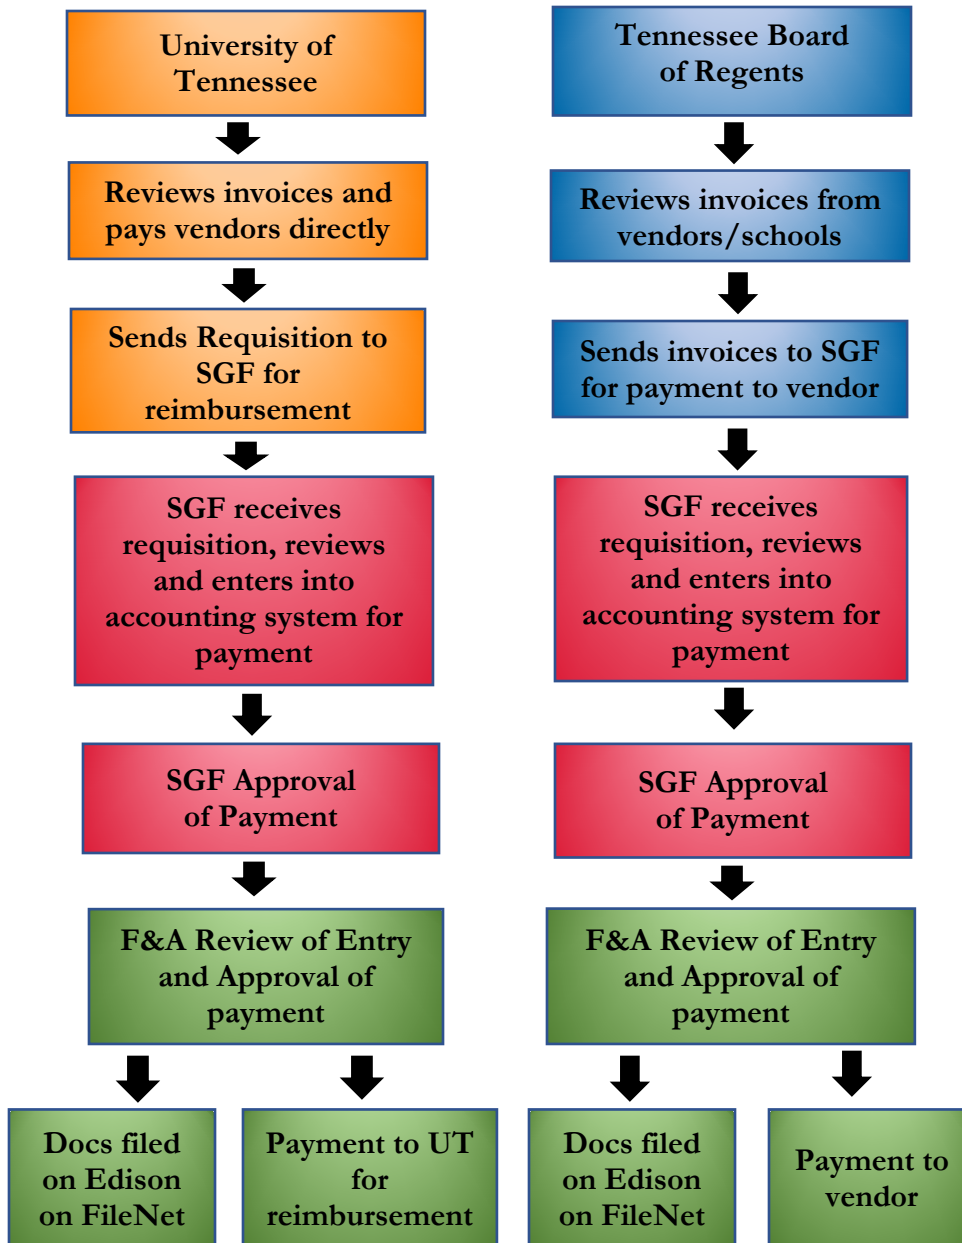 University of
Tennessee
Reviews invoices and
pays vendors directly
Sends Requisition to
SGF for
reimbursement
SGF receives
requisition, reviews
and enters into
accounting system for
payment
SGF Approval
of Payment
F&A Review of Entry
and Approval of
payment
Docs filed
on Edison
on FileNet
Payment to UT
for
reimbursement
Tennessee Board
of Regents
Reviews invoices from
vendors/schools
Sends invoices to SGF
for payment to vendor
SGF receives
requisition, reviews
and enters into
accounting system for
payment
SGF Approval
of Payment
F&A Review of Entry
and Approval of
payment
Docs filed
on Edison
on FileNet
Payment to
vendor